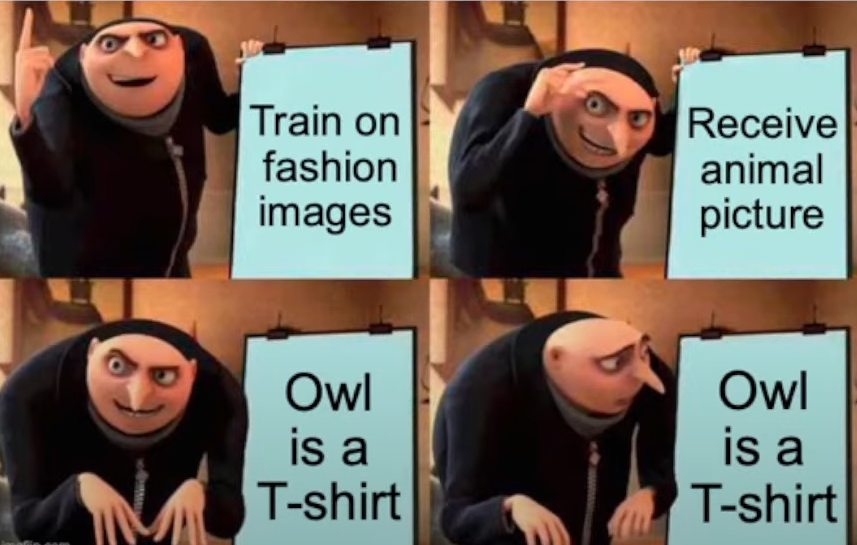 Train on
fashion
images
Receive
animal
picture
Owl
is a
T-shirt
Owl
is a
T-shirt